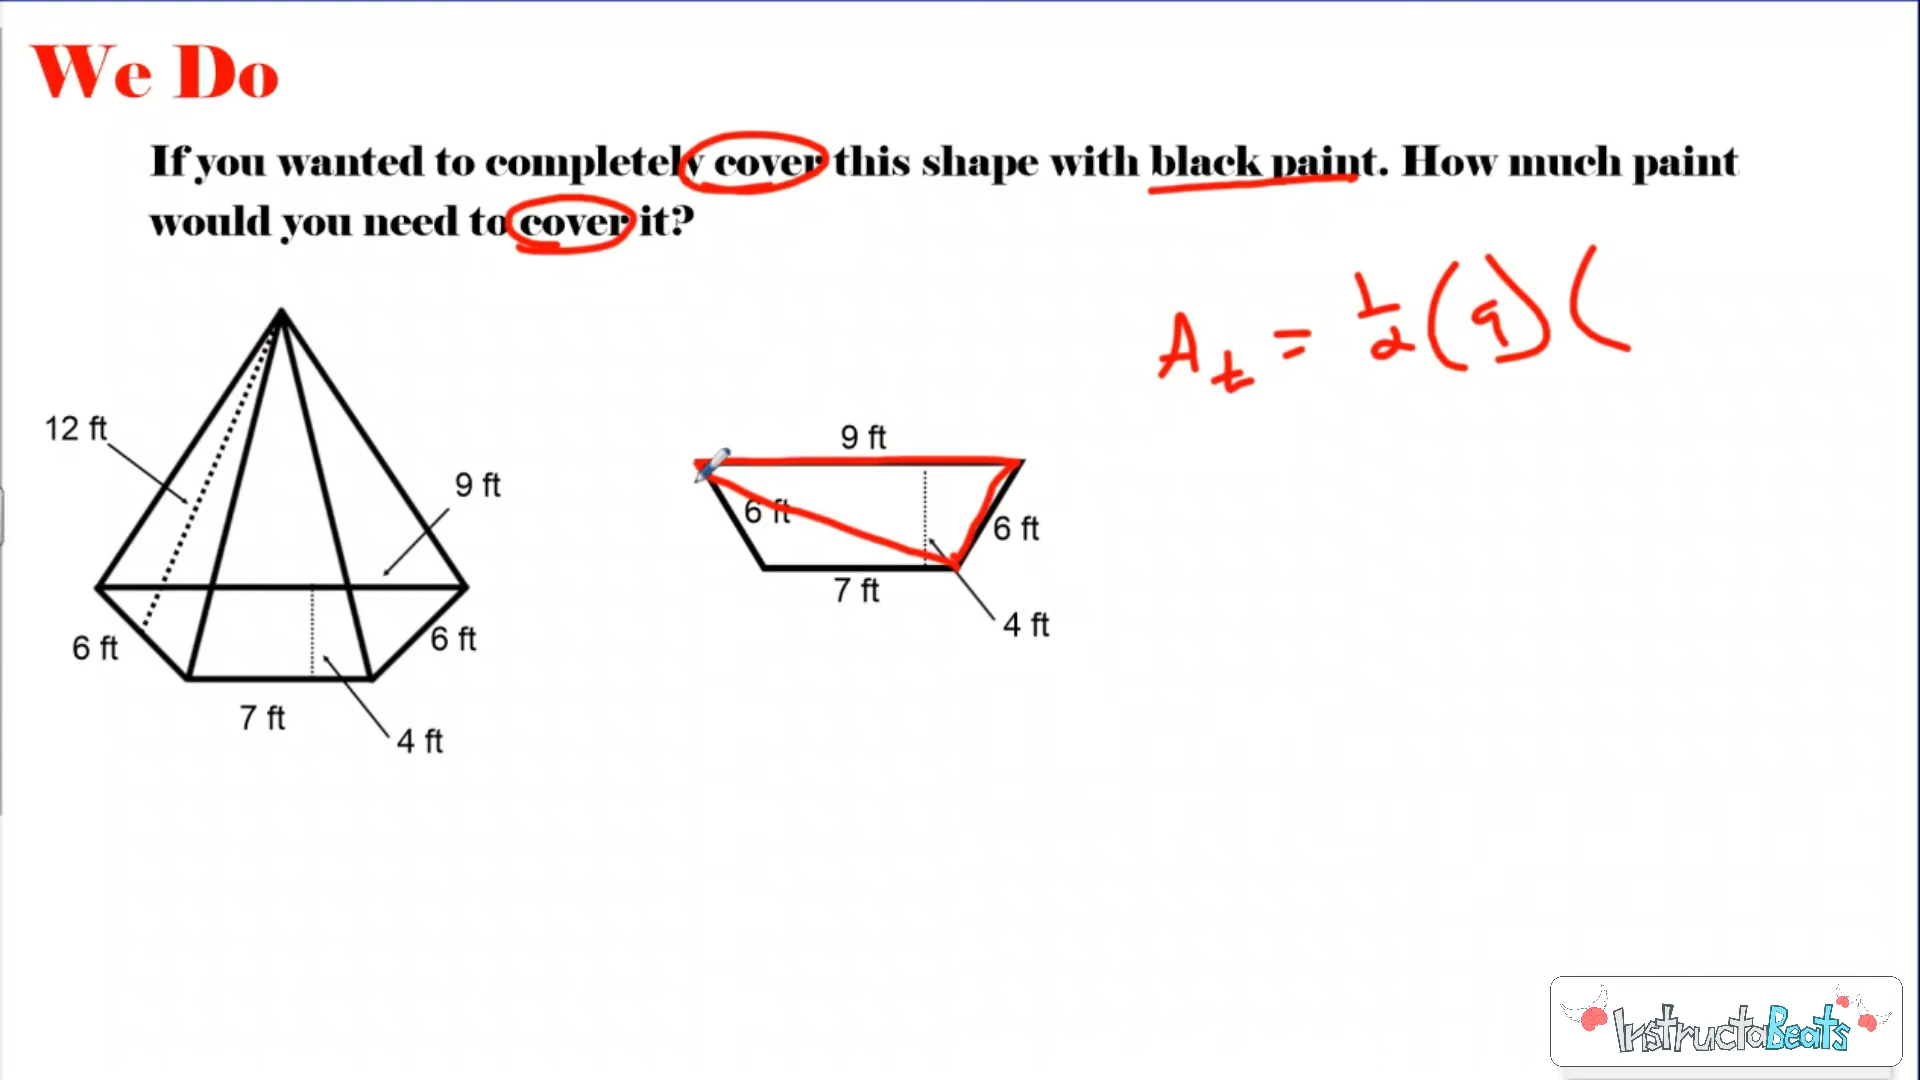 We Do
If you wanted to completely cover this shape with black paint. How much paint
would you need to cover it?
A_t = 1/2 (9) (
12 ft
9 ft
6 ft
6 ft
7 ft
4 ft
9 ft
6 ft
6 ft
7 ft
4 ft
InstructaBeats